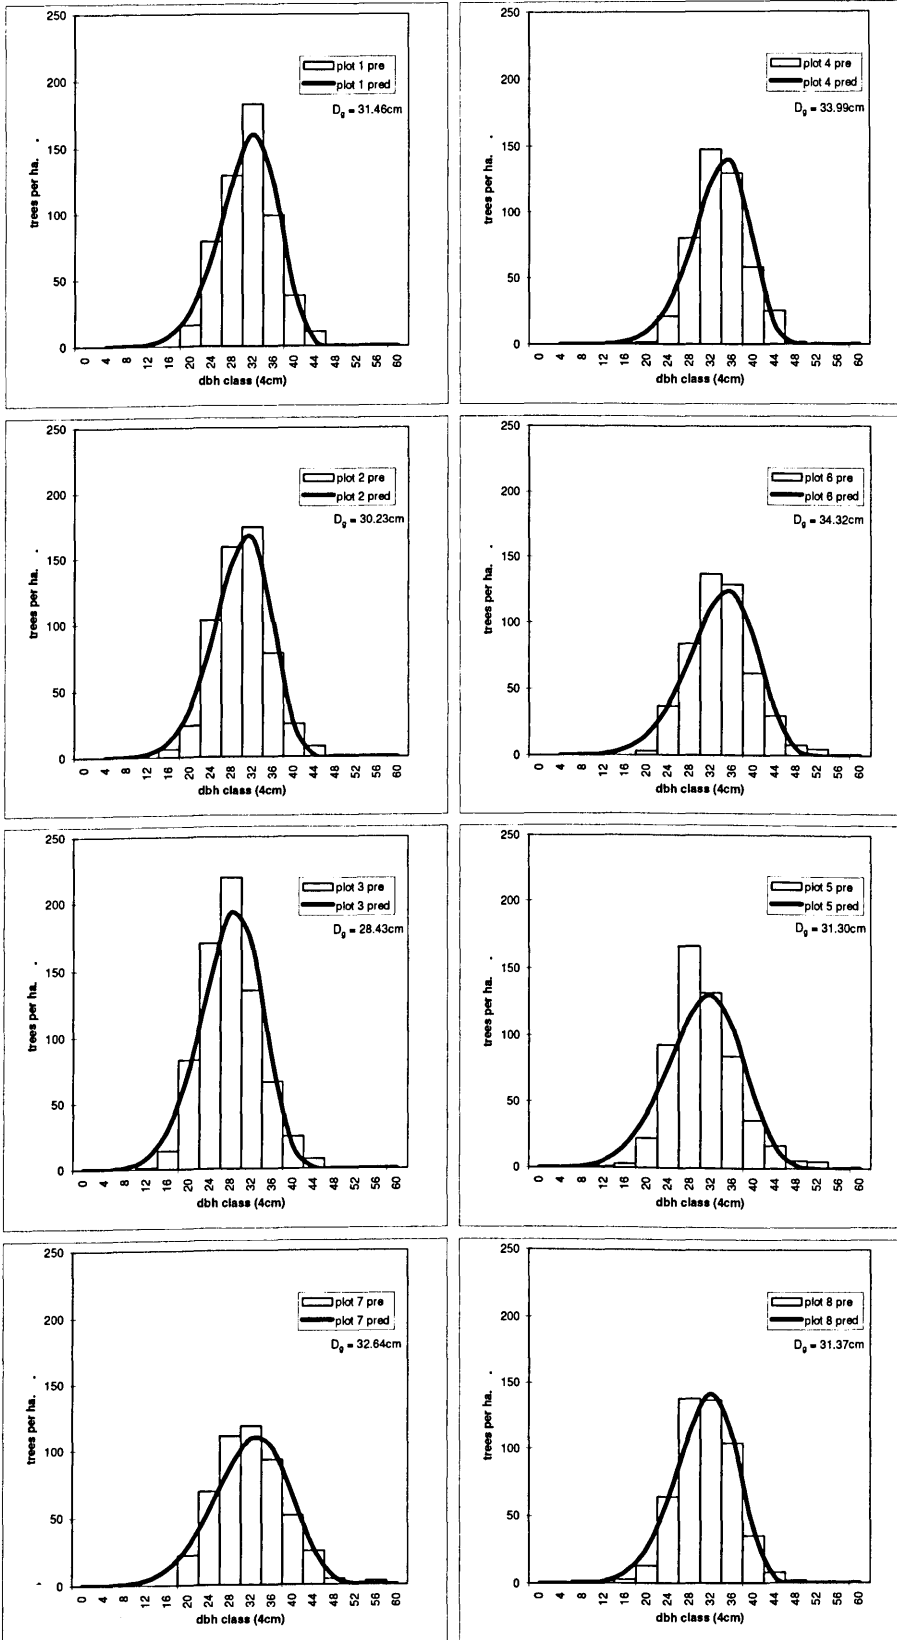 250
200
150
100
50
0
trees per ha.
plot 1 pre
plot 1 pred
Dg = 31.46cm
0 4 8 12 16 20 24 28 32 36 40 44 48 52 56 60
dbh class (4cm)
250
200
150
100
50
0
trees per ha.
plot 4 pre
plot 4 pred
Dg = 33.99cm
0 4 8 12 16 20 24 28 32 36 40 44 48 52 56 60
dbh class (4cm)
250
200
150
100
50
0
trees per ha.
plot 2 pre
plot 2 pred
Dg = 30.23cm
0 4 8 12 16 20 24 28 32 36 40 44 48 52 56 60
dbh class (4cm)
250
200
150
100
50
0
trees per ha.
plot 6 pre
plot 6 pred
Dg = 34.32cm
0 4 8 12 16 20 24 28 32 36 40 44 48 52 56 60
dbh class (4cm)
250
200
150
100
50
0
trees per ha.
plot 3 pre
plot 3 pred
Dg = 28.43cm
0 4 8 12 16 20 24 28 32 36 40 44 48 52 56 60
dbh class (4cm)
250
200
150
100
50
0
trees per ha.
plot 5 pre
plot 5 pred
Dg = 31.30cm
0 4 8 12 16 20 24 28 32 36 40 44 48 52 56 60
dbh class (4cm)
250
200
150
100
50
0
trees per ha.
plot 7 pre
plot 7 pred
Dg = 32.64cm
0 4 8 12 16 20 24 28 32 36 40 44 48 52 56 60
dbh class (4cm)
250
200
150
100
50
0
trees per ha.
plot 8 pre
plot 8 pred
Dg = 31.37cm
0 4 8 12 16 20 24 28 32 36 40 44 48 52 56 60
dbh class (4cm)